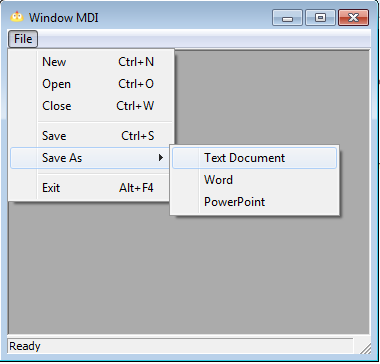 Window MDI
File
New Ctrl+N
Open Ctrl+O
Close Ctrl+W
Save Ctrl+S
Save As
Text Document
Word
PowerPoint
Exit Alt+F4
Ready